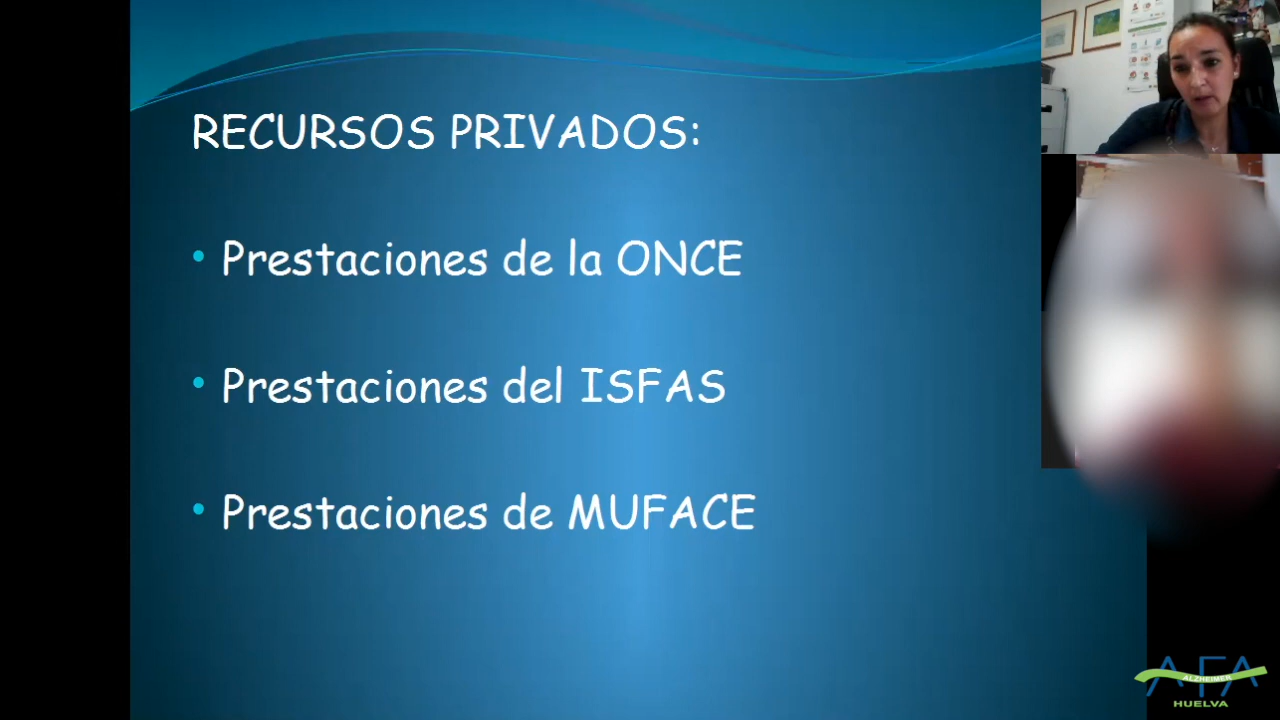 RECURSOS PRIVADOS:
• Prestaciones de la ONCE
• Prestaciones del ISFAS
• Prestaciones de MUFACE
AFA
ALZHEIMER
HUELVA